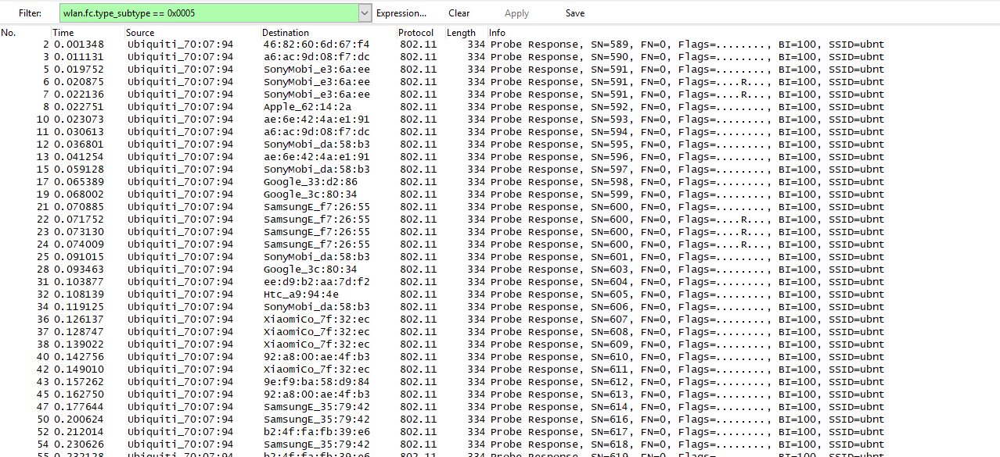 Filter: wlan.fc.type_subtype == 0x0005 Expression... Clear Apply Save
No. Time Source Destination Protocol Length Info
2 0.001348 Ubiquiti_70:07:94 46:82:60:6d:67:f4 802.11 334 Probe Response, SN=589, FN=0, Flags=........, BI=100, SSID=ubnt
3 0.011131 Ubiquiti_70:07:94 a6:ac:9d:08:f7:dc 802.11 334 Probe Response, SN=590, FN=0, Flags=........, BI=100, SSID=ubnt
5 0.019752 Ubiquiti_70:07:94 SonyMobi_e3:6a:ee 802.11 334 Probe Response, SN=591, FN=0, Flags=........, BI=100, SSID=ubnt
6 0.020875 Ubiquiti_70:07:94 SonyMobi_e3:6a:ee 802.11 334 Probe Response, SN=591, FN=0, Flags=....R..., BI=100, SSID=ubnt
7 0.022136 Ubiquiti_70:07:94 SonyMobi_e3:6a:ee 802.11 334 Probe Response, SN=591, FN=0, Flags=....R..., BI=100, SSID=ubnt
8 0.022751 Ubiquiti_70:07:94 Apple_62:14:2a 802.11 334 Probe Response, SN=592, FN=0, Flags=........, BI=100, SSID=ubnt
10 0.023073 Ubiquiti_70:07:94 ae:6e:42:4a:e1:91 802.11 334 Probe Response, SN=593, FN=0, Flags=........, BI=100, SSID=ubnt
11 0.030613 Ubiquiti_70:07:94 a6:ac:9d:08:f7:dc 802.11 334 Probe Response, SN=594, FN=0, Flags=........, BI=100, SSID=ubnt
12 0.036801 Ubiquiti_70:07:94 SonyMobi_da:58:b3 802.11 334 Probe Response, SN=595, FN=0, Flags=........, BI=100, SSID=ubnt
13 0.041254 Ubiquiti_70:07:94 ae:6e:42:4a:e1:91 802.11 334 Probe Response, SN=596, FN=0, Flags=........, BI=100, SSID=ubnt
15 0.059128 Ubiquiti_70:07:94 SonyMobi_da:58:b3 802.11 334 Probe Response, SN=597, FN=0, Flags=........, BI=100, SSID=ubnt
17 0.065389 Ubiquiti_70:07:94 Google_33:d2:86 802.11 334 Probe Response, SN=598, FN=0, Flags=........, BI=100, SSID=ubnt
19 0.068002 Ubiquiti_70:07:94 Google_3c:80:34 802.11 334 Probe Response, SN=599, FN=0, Flags=........, BI=100, SSID=ubnt
21 0.070885 Ubiquiti_70:07:94 SamsungE_f7:26:55 802.11 334 Probe Response, SN=600, FN=0, Flags=........, BI=100, SSID=ubnt
22 0.071752 Ubiquiti_70:07:94 SamsungE_f7:26:55 802.11 334 Probe Response, SN=600, FN=0, Flags=....R..., BI=100, SSID=ubnt
23 0.073130 Ubiquiti_70:07:94 SamsungE_f7:26:55 802.11 334 Probe Response, SN=600, FN=0, Flags=....R..., BI=100, SSID=ubnt
24 0.074009 Ubiquiti_70:07:94 SamsungE_f7:26:55 802.11 334 Probe Response, SN=600, FN=0, Flags=....R..., BI=100, SSID=ubnt
25 0.091015 Ubiquiti_70:07:94 SonyMobi_da:58:b3 802.11 334 Probe Response, SN=601, FN=0, Flags=........, BI=100, SSID=ubnt
28 0.093463 Ubiquiti_70:07:94 Google_3c:80:34 802.11 334 Probe Response, SN=603, FN=0, Flags=........, BI=100, SSID=ubnt
31 0.103877 Ubiquiti_70:07:94 ee:d9:b2:aa:7d:f2 802.11 334 Probe Response, SN=604, FN=0, Flags=........, BI=100, SSID=ubnt
32 0.108139 Ubiquiti_70:07:94 Htc_a9:94:4e 802.11 334 Probe Response, SN=605, FN=0, Flags=........, BI=100, SSID=ubnt
34 0.119125 Ubiquiti_70:07:94 SonyMobi_da:58:b3 802.11 334 Probe Response, SN=606, FN=0, Flags=........, BI=100, SSID=ubnt
36 0.126137 Ubiquiti_70:07:94 XiaomiCo_7f:32:ec 802.11 334 Probe Response, SN=607, FN=0, Flags=........, BI=100, SSID=ubnt
37 0.128747 Ubiquiti_70:07:94 XiaomiCo_7f:32:ec 802.11 334 Probe Response, SN=608, FN=0, Flags=........, BI=100, SSID=ubnt
38 0.139022 Ubiquiti_70:07:94 XiaomiCo_7f:32:ec 802.11 334 Probe Response, SN=609, FN=0, Flags=........, BI=100, SSID=ubnt
40 0.142756 Ubiquiti_70:07:94 92:a8:00:ae:4f:b3 802.11 334 Probe Response, SN=610, FN=0, Flags=........, BI=100, SSID=ubnt
42 0.149010 Ubiquiti_70:07:94 XiaomiCo_7f:32:ec 802.11 334 Probe Response, SN=611, FN=0, Flags=........, BI=100, SSID=ubnt
43 0.157262 Ubiquiti_70:07:94 9e:f9:ba:58:d9:84 802.11 334 Probe Response, SN=612, FN=0, Flags=........, BI=100, SSID=ubnt
45 0.162750 Ubiquiti_70:07:94 92:a8:00:ae:4f:b3 802.11 334 Probe Response, SN=613, FN=0, Flags=........, BI=100, SSID=ubnt
47 0.177644 Ubiquiti_70:07:94 SamsungE_35:79:42 802.11 334 Probe Response, SN=614, FN=0, Flags=........, BI=100, SSID=ubnt
50 0.200624 Ubiquiti_70:07:94 SamsungE_35:79:42 802.11 334 Probe Response, SN=616, FN=0, Flags=........, BI=100, SSID=ubnt
52 0.212014 Ubiquiti_70:07:94 b2:4f:fa:fb:39:e6 802.11 334 Probe Response, SN=617, FN=0, Flags=........, BI=100, SSID=ubnt
54 0.230626 Ubiquiti_70:07:94 SamsungE_35:79:42 802.11 334 Probe Response, SN=618, FN=0, Flags=........, BI=100, SSID=ubnt
55 0.232128 Ubiquiti_70:07:94 b2:4f:fa:fb:39:e6 802.11 334 Probe Response, SN=619, FN=0, Flags=........, BI=100, SSID=ubnt